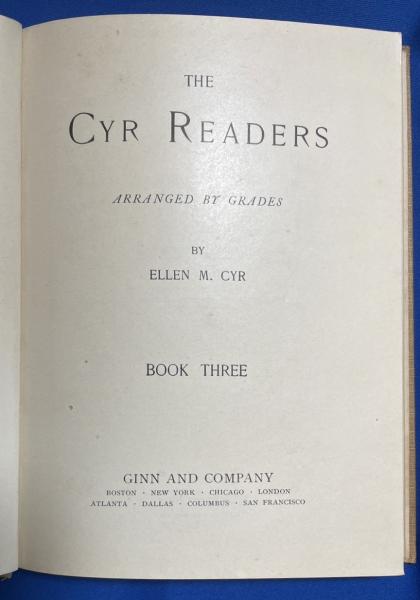 THE
CYR READERS
ARRANGED BY GRADES
BY
ELLEN M. CYR
BOOK THREE
GINN AND COMPANY
BOSTON · NEW YORK · CHICAGO · LONDON
ATLANTA · DALLAS · COLUMBUS · SAN FRANCISCO